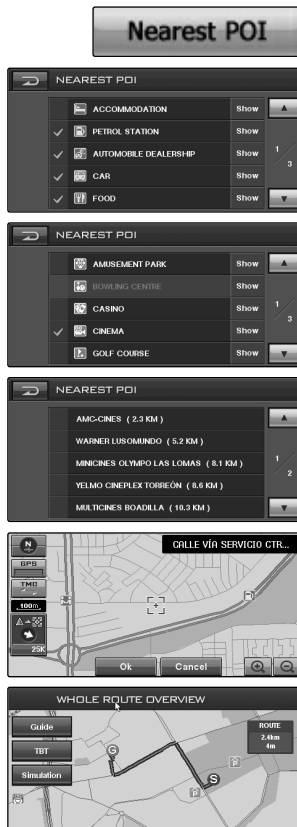 Nearest POI
NEAREST POI
ACCOMMODATION Show
PETROL STATION Show
AUTOMOBILE DEALERSHIP Show
CAR Show
FOOD Show
1/3
NEAREST POI
AMUSEMENT PARK Show
BOWLING CENTRE
CASINO Show
CINEMA Show
GOLF COURSE Show
1/3
NEAREST POI
AMC-CINES ( 2.3 KM )
WARNER LUSOMUNDO ( 5.2 KM )
MINICINES OLYMPO LAS LOMAS ( 8.1 KM )
YELMO CINEPLEX TORREÓN ( 8.6 KM )
MULTICINES BOADILLA ( 10.3 KM )
1/2
N
CALLE VÍA SERVICIO CTR...
GPS
TMC
100m
25K
Ok Cancel
WHOLE ROUTE OVERVIEW
Guide
TBT
Simulation
ROUTE
2.4km
4m
G
P
S
P